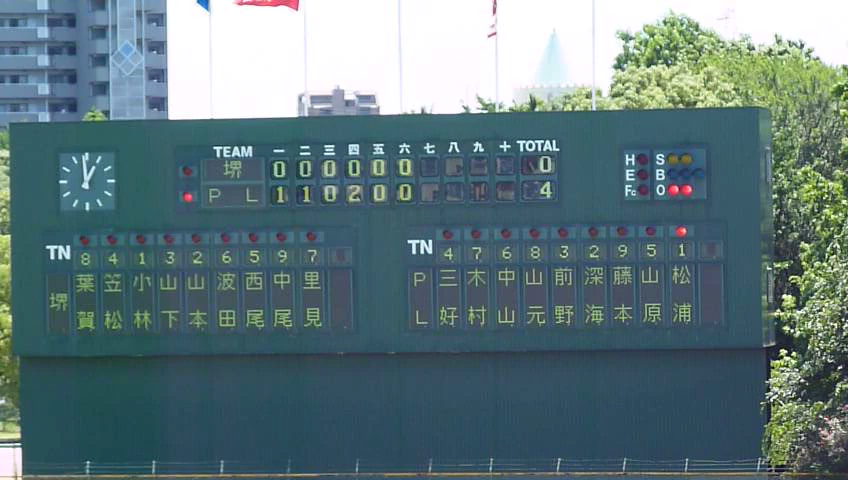 TEAM 一 二 三 四 五 六 七 八 九 十 TOTAL
堺 0 0 0 0 0 0 0
P L 1 1 0 2 0 0 4
H S
E B
Fc O
TN 8 4 1 3 2 6 5 9 7
堺 葉賀 笠松 小林 山下 山本 波田 西尾 中尾 里見
TN 4 7 6 8 3 2 9 5 1
PL 三好 木村 中山 山元 前野 深海 藤本 山原 松浦